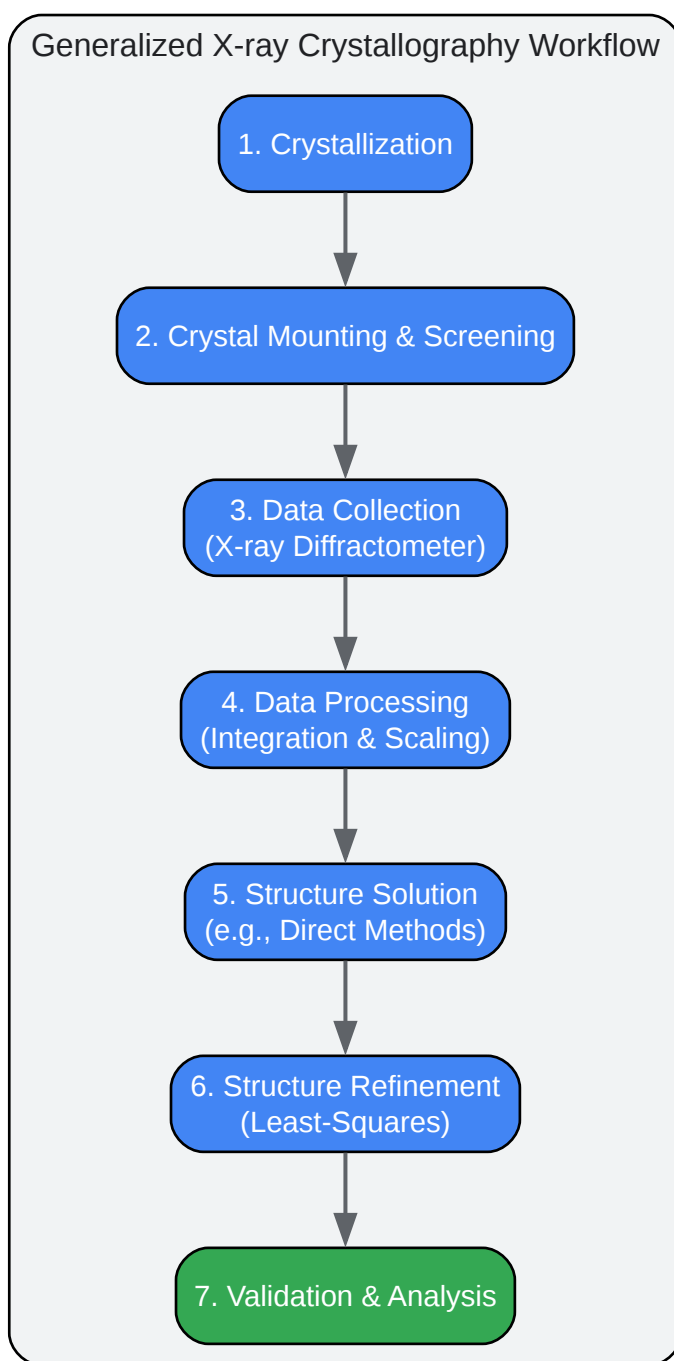 Generalized X-ray Crystallography Workflow
1. Crystallization
2. Crystal Mounting & Screening
3. Data Collection
(X-ray Diffractometer)
4. Data Processing
(Integration & Scaling)
5. Structure Solution
(e.g., Direct Methods)
6. Structure Refinement
(Least-Squares)
7. Validation & Analysis